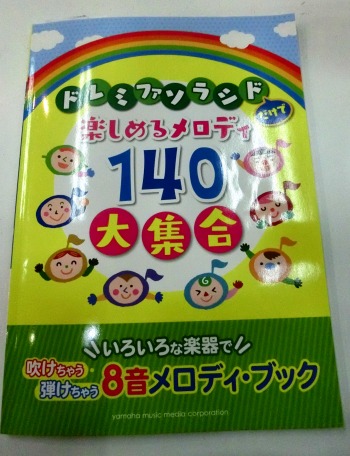 ドレミファソラシド
だけで
楽しめるメロディ
140
大集合
いろいろな楽器で
吹けちゃう・
弾けちゃう
8音メロディ・ブック
yamaha music media corporation